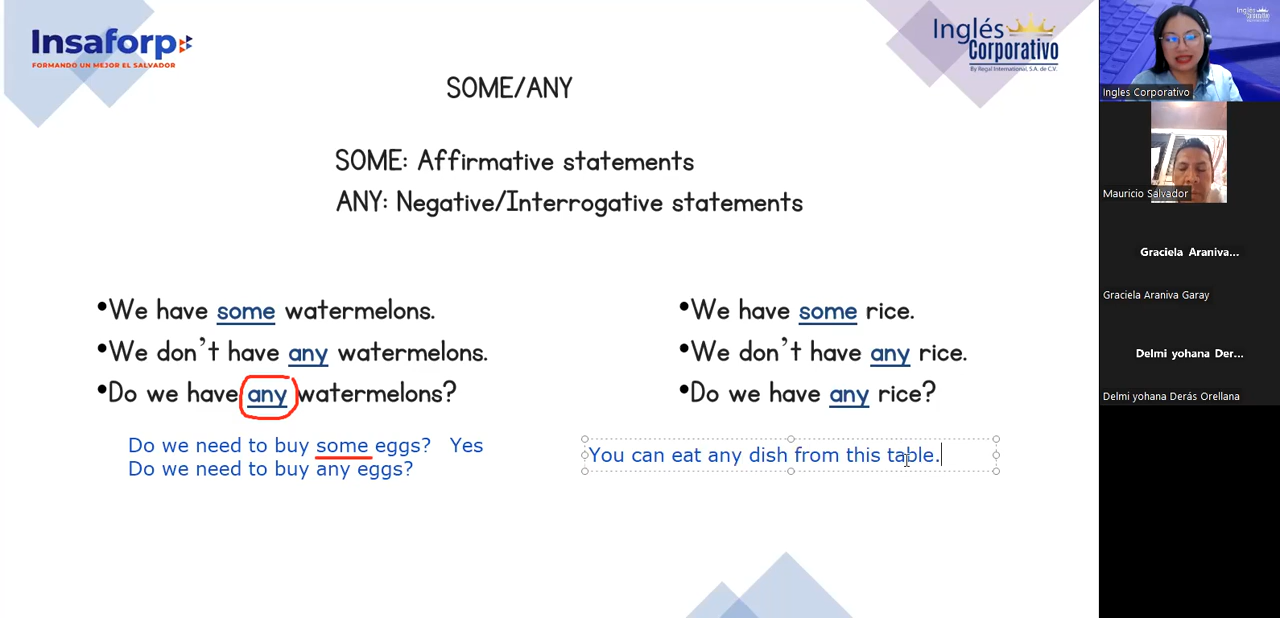 Insaforp
FORMANDO UN MEJOR EL SALVADOR
Inglés
Corporativo
By Regal International, S.A. de C.V.
SOME/ANY
SOME: Affirmative statements
ANY: Negative/Interrogative statements
•We have some watermelons.
•We don't have any watermelons.
•Do we have any watermelons?
Do we need to buy some eggs? Yes
Do we need to buy any eggs?
•We have some rice.
•We don't have any rice.
•Do we have any rice?
You can eat any dish from this table.
Inglés
Corporativo
Ingles Corporativo
Mauricio Salvador
Graciela Araniva...
Graciela Araniva Garay
Delmi yohana Der...
Delmi yohana Derás Orellana